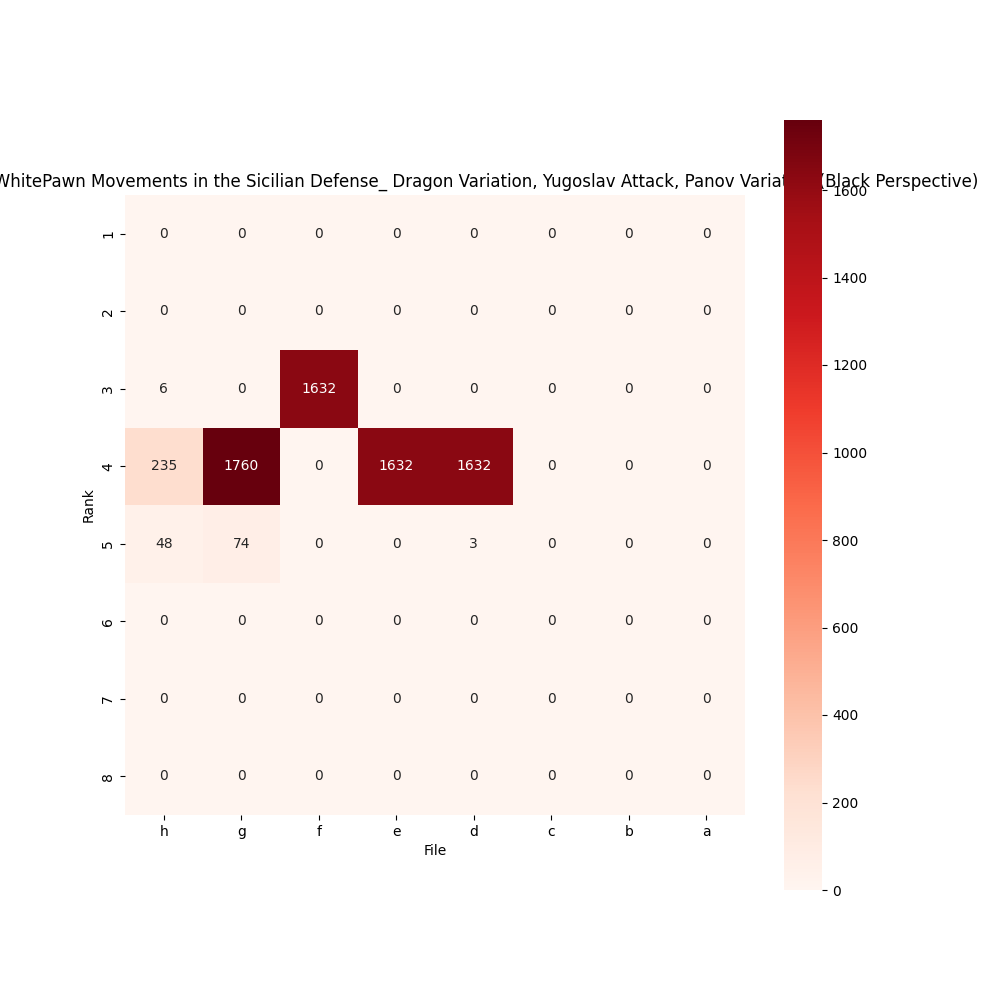 WhitePawn Movements in the Sicilian Defense_ Dragon Variation, Yugoslav Attack, Panov (Black Perspective)
1 0 0 0 0 0 0 0 0
2 0 0 0 0 0 0 0 0
3 6 0 1632 0 0 0 0 0
4 235 1760 0 1632 1632 0 0 0
5 48 74 0 0 3 0 0 0
6 0 0 0 0 0 0 0 0
7 0 0 0 0 0 0 0 0
8 0 0 0 0 0 0 0 0
h g f e d c b a
File
Rank
1600
1400
1200
1000
800
600
400
200
0